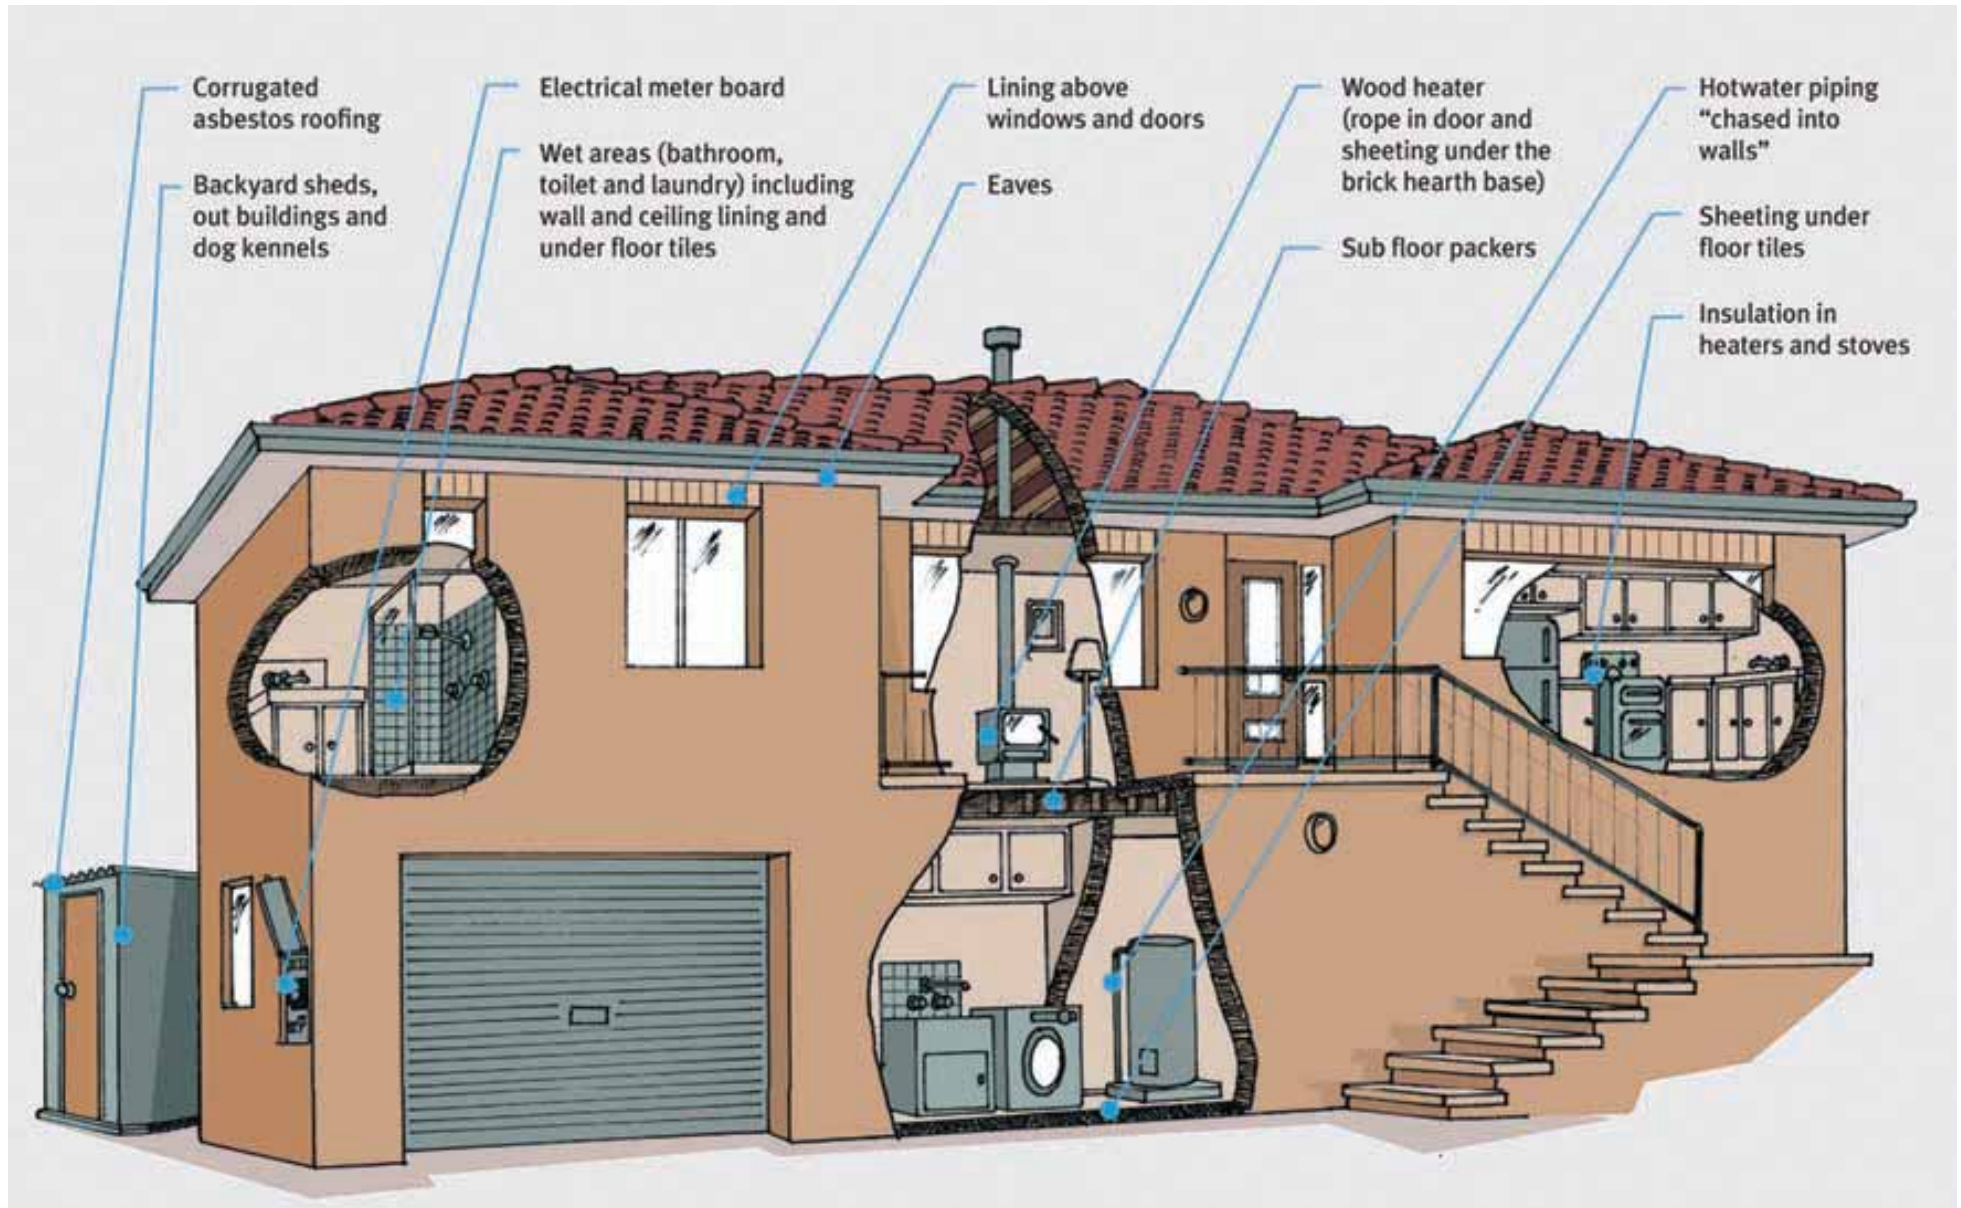 Corrugated
asbestos roofing
Backyard sheds,
out buildings and
dog kennels
Electrical meter board
Wet areas (bathroom,
toilet and laundry) including
wall and ceiling lining and
under floor tiles
Lining above
windows and doors
Eaves
Wood heater
(rope in door and
sheeting under the
brick hearth base)
Sub floor packers
Hotwater piping
“chased into
walls”
Sheeting under
floor tiles
Insulation in
heaters and stoves